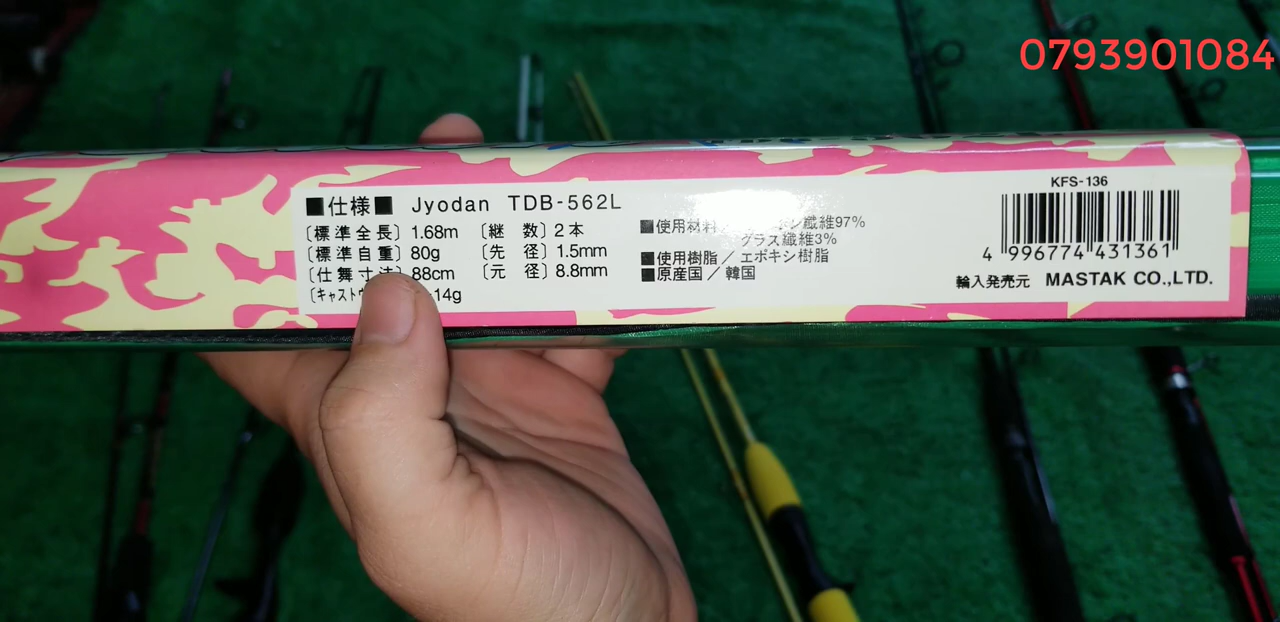 0793901084
■仕様■ Jyodan TDB-562L
〔標準全長〕1.68m 〔継 数〕2本
〔標準自重〕80g 〔先 径〕1.5mm
〔仕舞寸法〕88cm 〔元 径〕8.8mm
〔キャスト 14g
■使用材料 繊維97%
グラス繊維3%
■使用樹脂／エポキシ樹脂
■原産国／韓国
KFS-136
4 996774 431361
輸入発売元 MASTAK CO.,LTD.